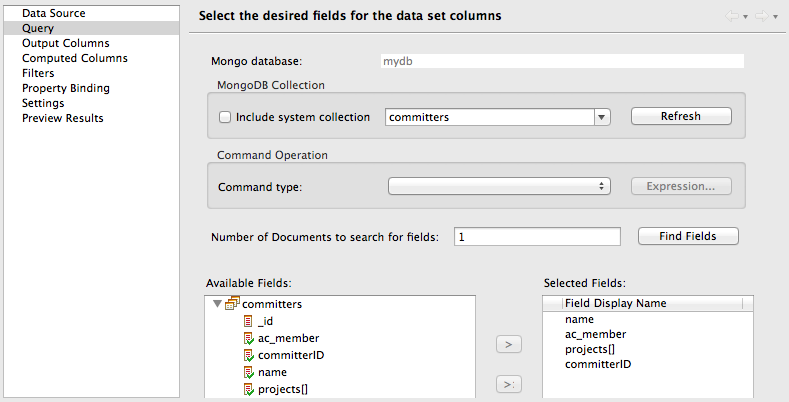 Data Source
Query
Output Columns
Computed Columns
Filters
Property Binding
Settings
Preview Results
Select the desired fields for the data set columns
Mongo database: mydb
MongoDB Collection
Include system collection committers Refresh
Command Operation
Command type: Expression...
Number of Documents to search for fields: 1 Find Fields
Available Fields:
committers
_id
ac_member
committerID
name
projects[]
>
>:
Selected Fields:
Field Display Name
name
ac_member
projects[]
committerID